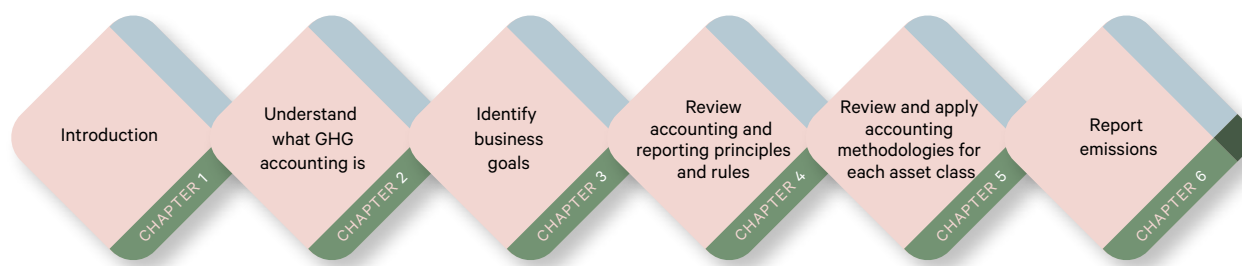 Introduction
CHAPTER 1
Understand
what GHG
accounting is
CHAPTER 2
Identify
business
goals
CHAPTER 3
Review
accounting and
reporting principles
and rules
CHAPTER 4
Review and apply
accounting
methodologies for
each asset class
CHAPTER 5
Report
emissions
CHAPTER 6